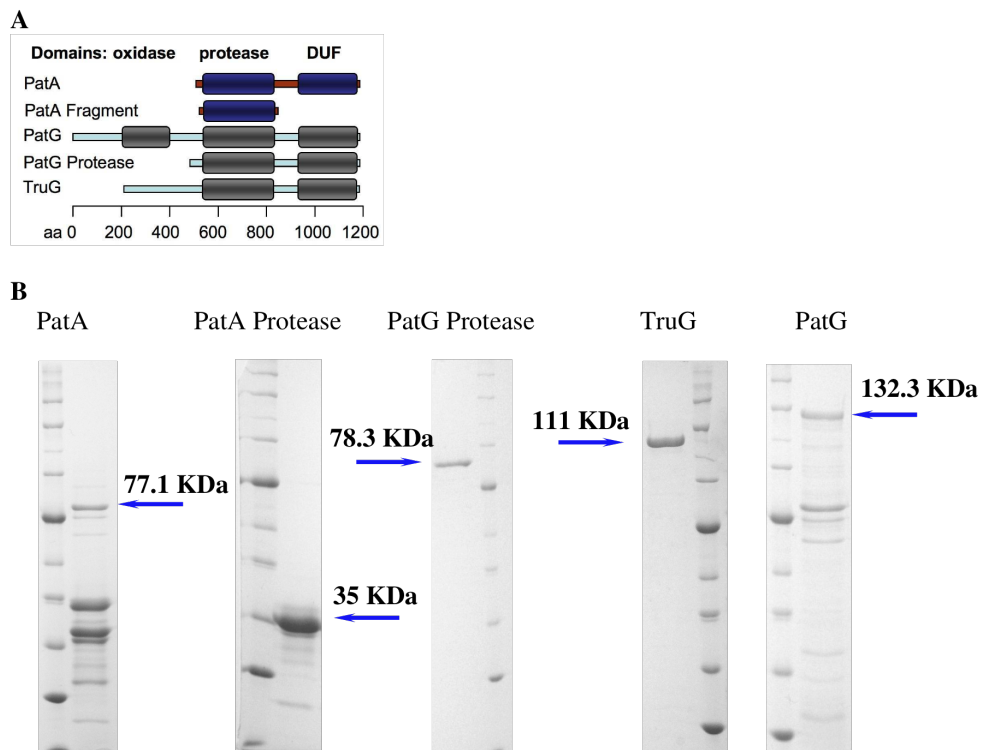 A
Domains: oxidase protease DUF
PatA
PatA Fragment
PatG
PatG Protease
TruG
aa 0 200 400 600 800 1000 1200
B
PatA PatA Protease PatG Protease TruG PatG
132.3 KDa
111 KDa
78.3 KDa
77.1 KDa
35 KDa